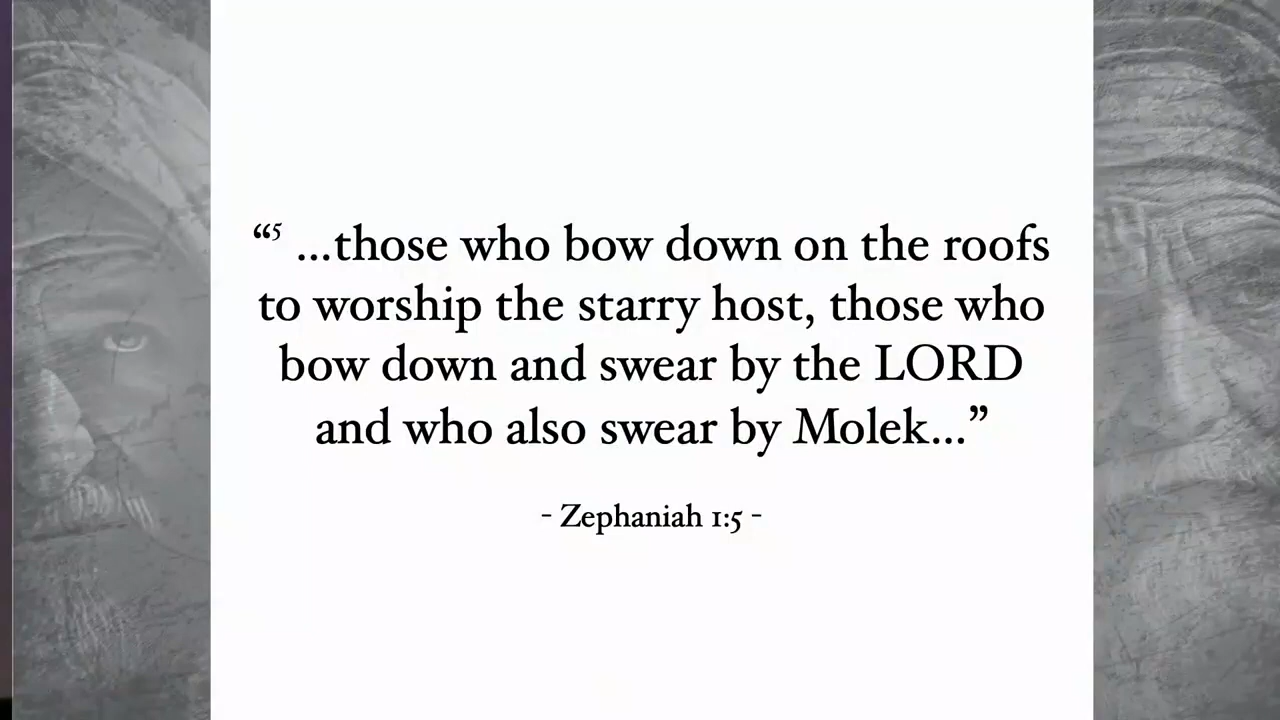 “⁵ ...those who bow down on the roofs
to worship the starry host, those who
bow down and swear by the LORD
and who also swear by Molek...”
- Zephaniah 1:5 -